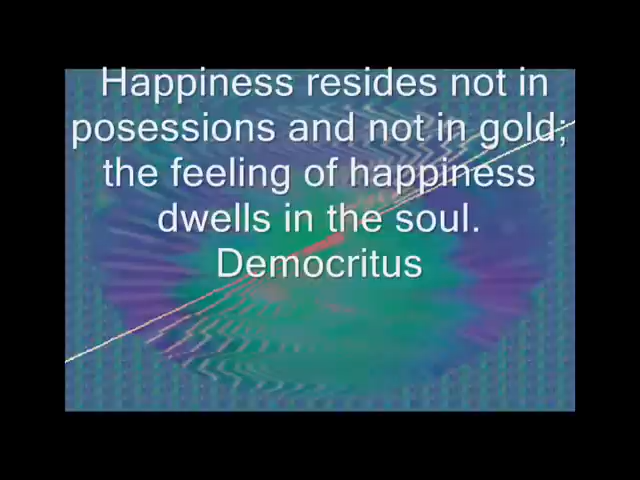 Happiness resides not in
posessions and not in gold;
the feeling of happiness
dwells in the soul.
Democritus